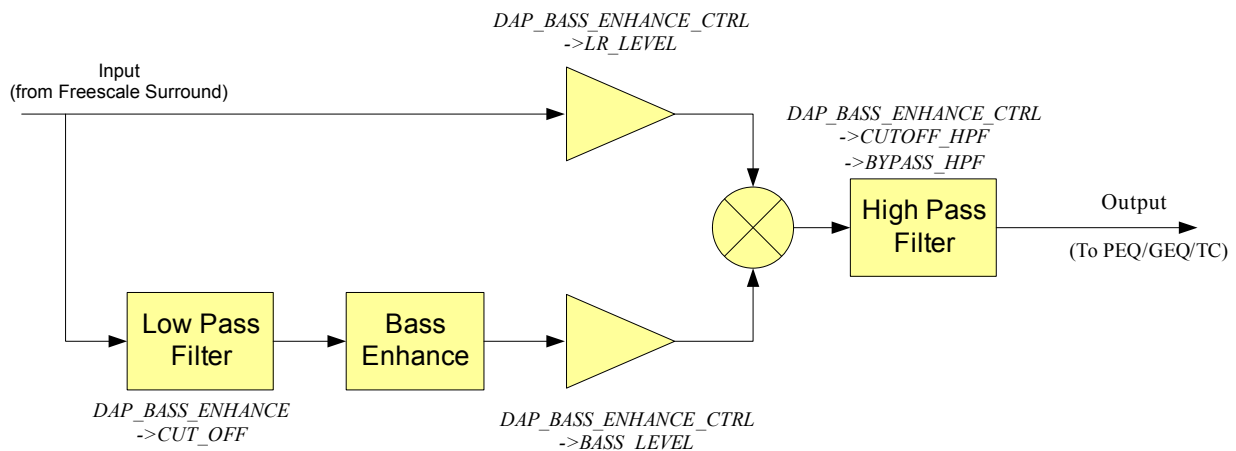 DAP_BASS_ENHANCE_CTRL
->LR_LEVEL
Input
(from Freescale Surround)
DAP_BASS_ENHANCE_CTRL
->CUTOFF_HPF
->BYPASS_HPF
High Pass
Filter
Output
(To PEQ/GEQ/TC)
Low Pass
Filter
Bass
Enhance
DAP_BASS_ENHANCE
->CUT_OFF
DAP_BASS_ENHANCE_CTRL
->BASS_LEVEL